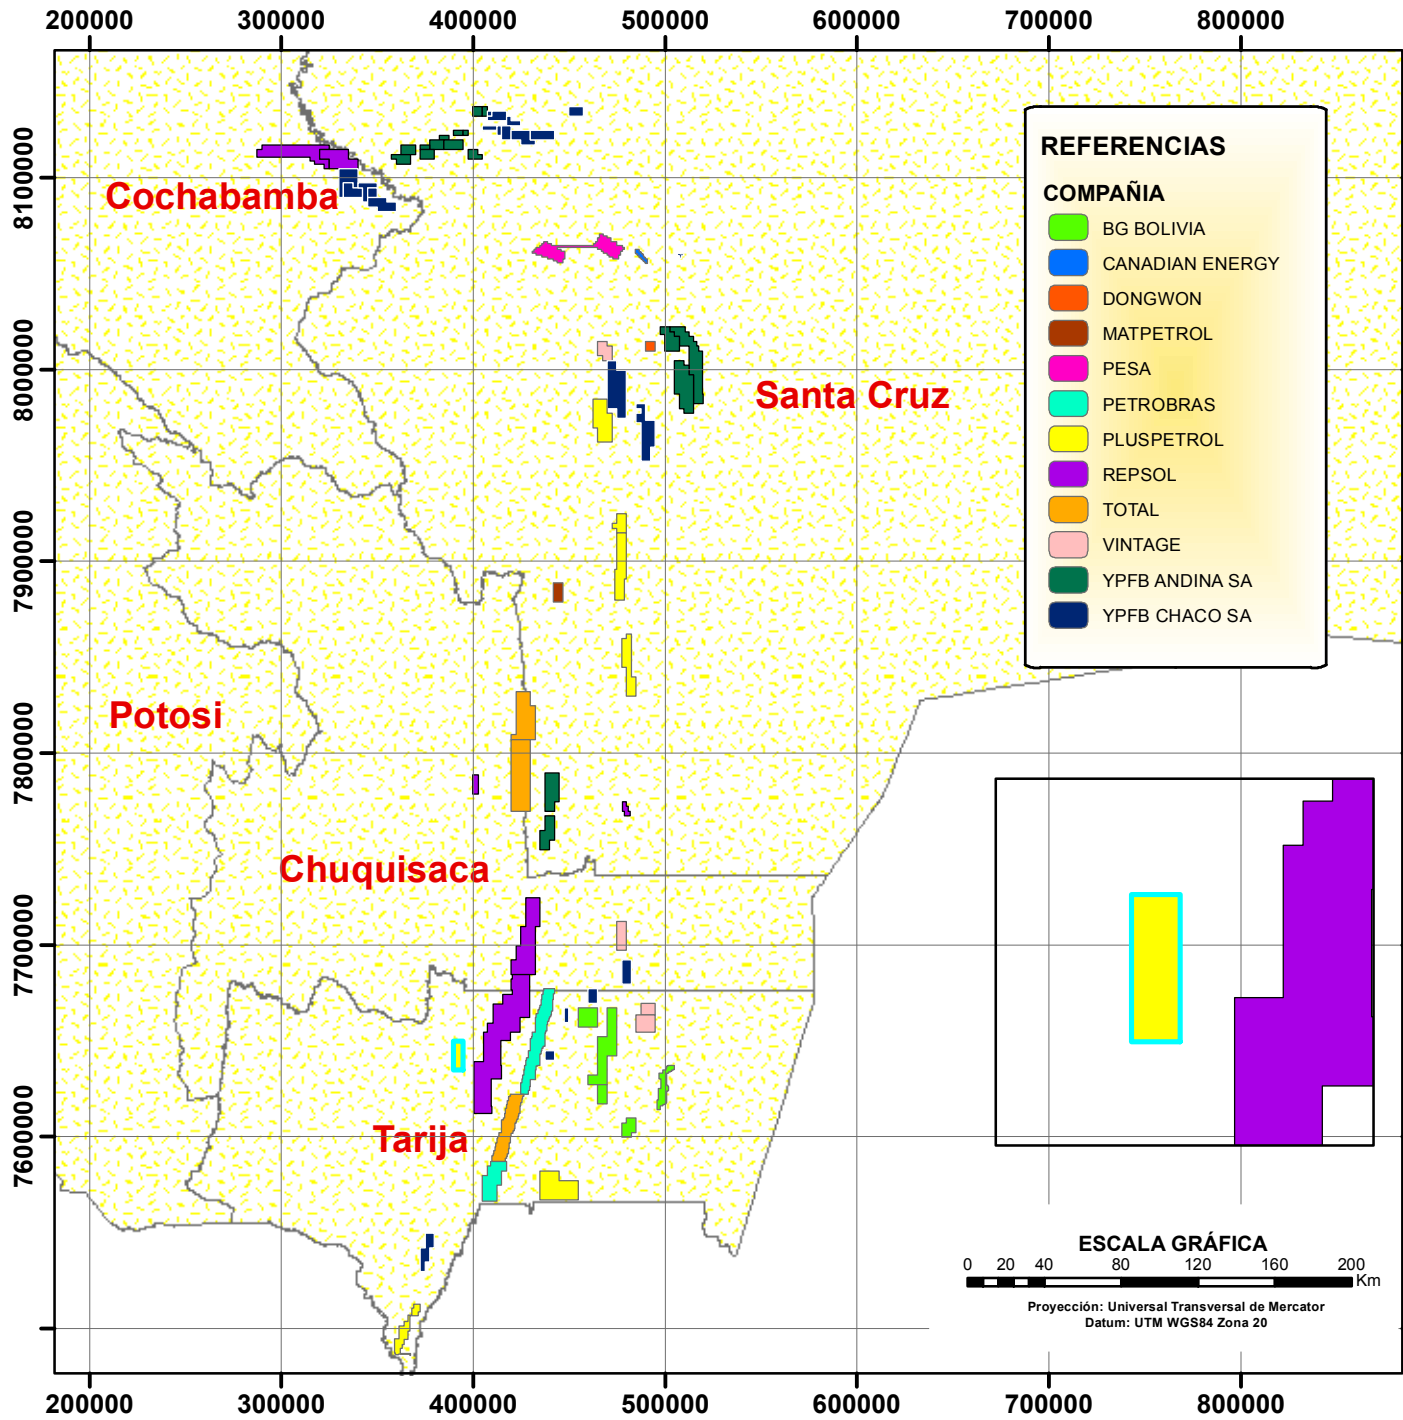 200000 300000 400000 500000 600000 700000 800000
8100000
8000000
7900000
7800000
7700000
7600000
Cochabamba
Santa Cruz
Potosi
Chuquisaca
Tarija
REFERENCIAS
COMPAÑIA
BG BOLIVIA
CANADIAN ENERGY
DONGWON
MATPETROL
PESA
PETROBRAS
PLUSPETROL
REPSOL
TOTAL
VINTAGE
YPFB ANDINA SA
YPFB CHACO SA
ESCALA GRÁFICA
0 20 40 80 120 160 200
Km
Proyección: Universal Transversal de Mercator
Datum: UTM WGS84 Zona 20
200000 300000 400000 500000 600000 700000 800000